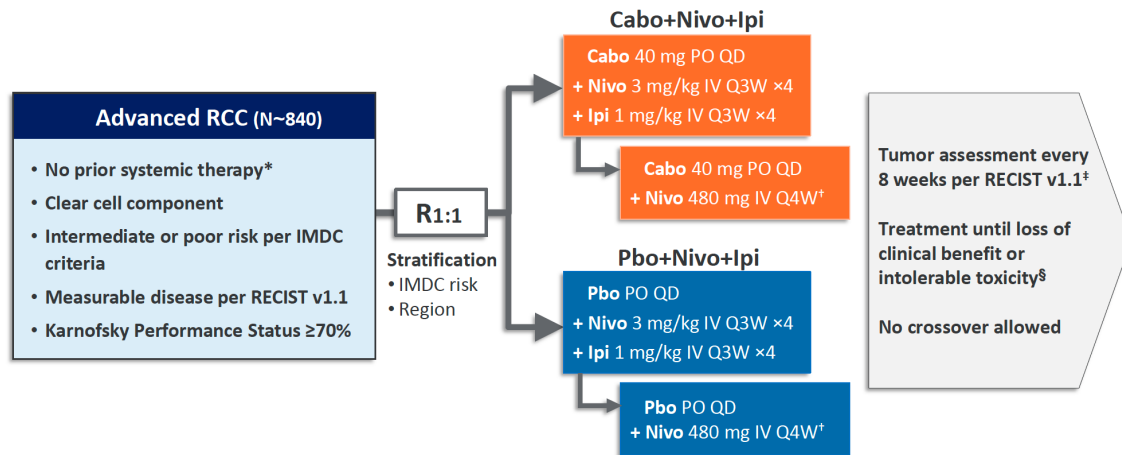 Advanced RCC (N~840)
• No prior systemic therapy*
• Clear cell component
• Intermediate or poor risk per IMDC
criteria
• Measurable disease per RECIST v1.1
• Karnofsky Performance Status ≥70%
R1:1
Stratification
• IMDC risk
• Region
Cabo+Nivo+Ipi
Cabo 40 mg PO QD
+ Nivo 3 mg/kg IV Q3W ×4
+ Ipi 1 mg/kg IV Q3W ×4
Cabo 40 mg PO QD
+ Nivo 480 mg IV Q4W†
Pbo+Nivo+Ipi
Pbo PO QD
+ Nivo 3 mg/kg IV Q3W ×4
+ Ipi 1 mg/kg IV Q3W ×4
Pbo PO QD
+ Nivo 480 mg IV Q4W†
Tumor assessment every
8 weeks per RECIST v1.1‡
Treatment until loss of
clinical benefit or
intolerable toxicity§
No crossover allowed